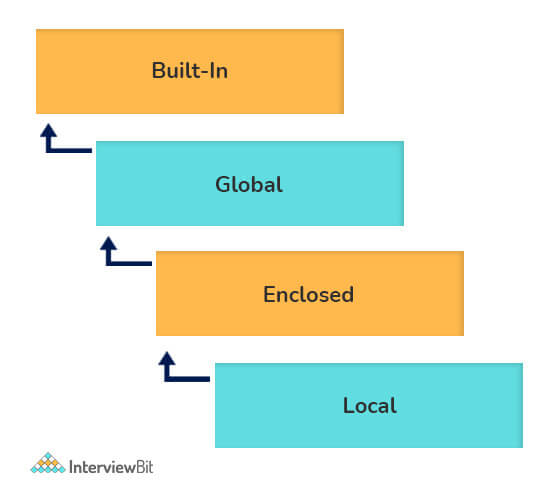 Built-In
Global
Enclosed
Local
InterviewBit